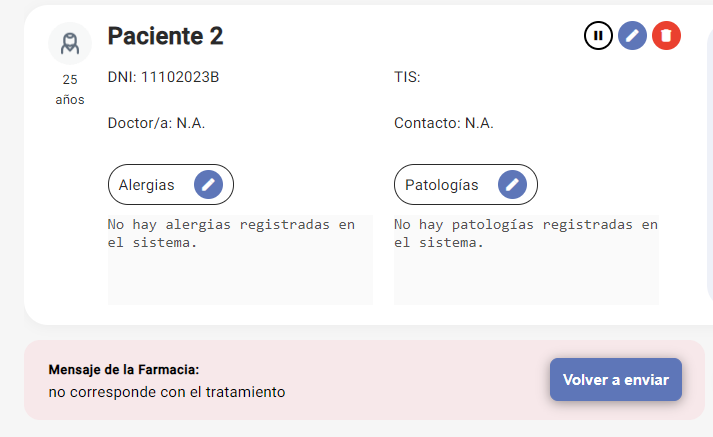 Paciente 2
25
años
DNI: 11102023B
TIS:
Doctor/a: N.A.
Contacto: N.A.
Alergias
Patologías
No hay alergias registradas en
el sistema.
No hay patologías registradas en
el sistema.
Mensaje de la Farmacia:
no corresponde con el tratamiento
Volver a enviar